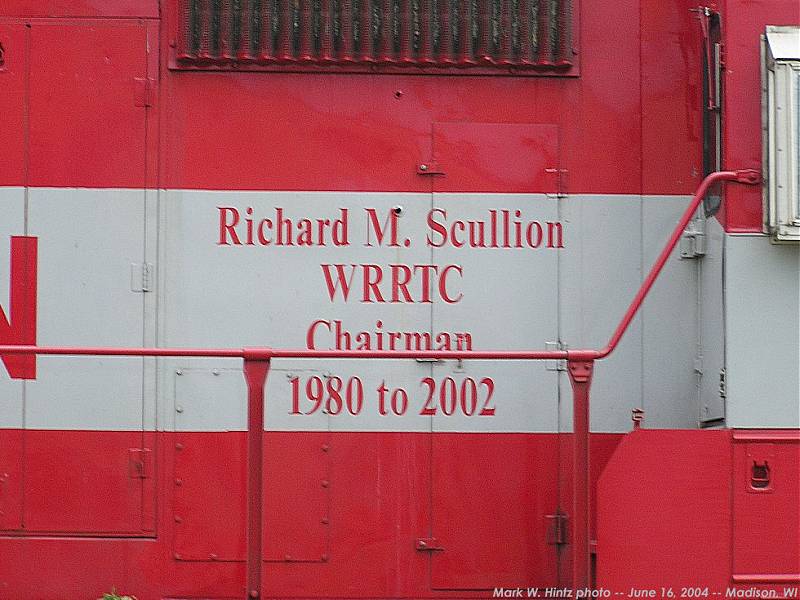 Richard M. Scullion
WRRTC
Chairman
1980 to 2002
Mark W. Hintz photo -- June 16, 2004 -- Madison, WI